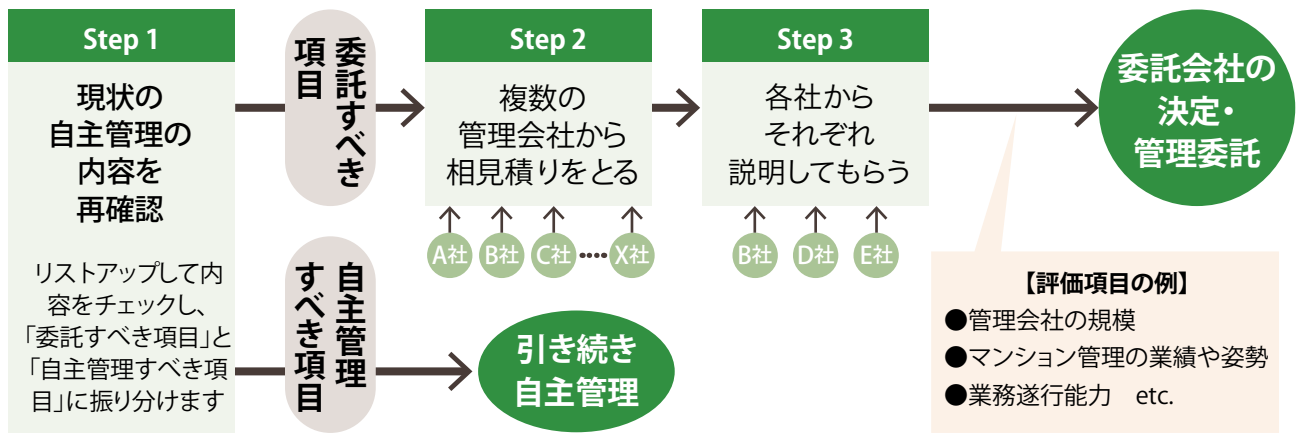 Step 1
現状の
自主管理の
内容を
再確認
リストアップして内
容をチェックし、
「委託すべき項目」と
「自主管理すべき項
目」に振り分けます
委託すべき
項目
自主管理
すべき項目
Step 2
複数の
管理会社から
相見積りをとる
A社 B社 C社 ···· X社
引き続き
自主管理
Step 3
各社から
それぞれ
説明してもらう
B社 D社 E社
委託会社の
決定・
管理委託
【評価項目の例】
●管理会社の規模
●マンション管理の業績や姿勢
●業務遂行能力　etc.